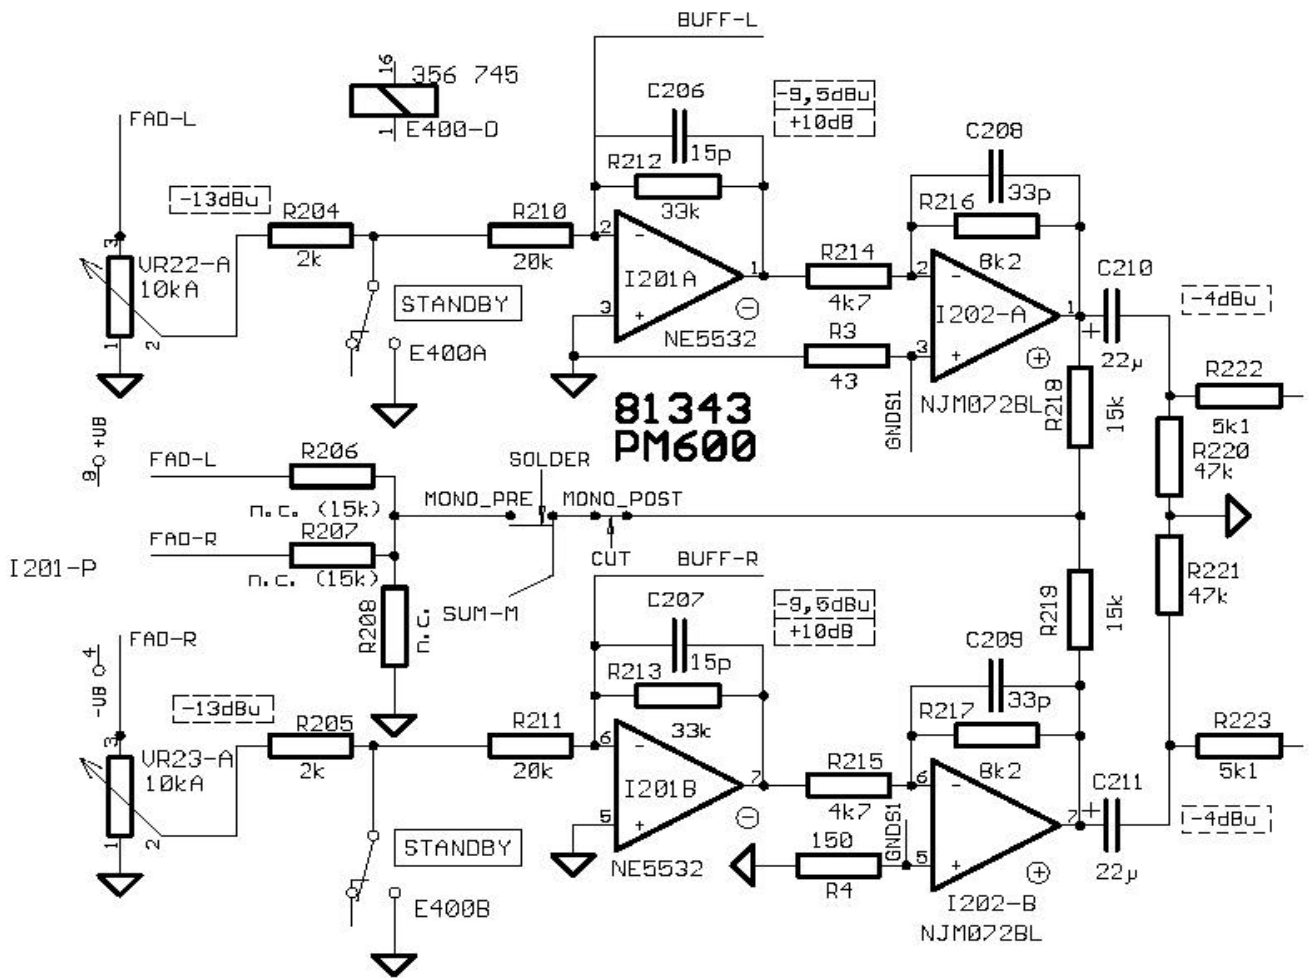 BUFF-L
16
356 745
C206
-9,5dBu
+10dB
FAD-L
1
E400-D
15p
C208
R212
33p
-13dBu
33k
R216
R204
R210
2k
20k
8k2
3
VR22-A
10kA
2
-
I201A
1
R214
4k7
2
-
I202-A
1
C210
-4dBu
STANDBY
3
+
NE5532
R3
43
3
+
+
22µ
1
2
E400A
GNDS1
NJM072BL
R218
15k
R222
5k1
81343
PM600
+UB
9
FAD-L
R206
SOLDER
R220
47k
n.c. (15k)
MONO_PRE
MONO_POST
FAD-R
R207
n.c. (15k)
CUT
BUFF-R
I201-P
R208
n.c.
SUM-M
C207
-9,5dBu
+10dB
R219
15k
R221
47k
FAD-R
4
-UB
15p
C209
R213
33p
-13dBu
33k
R217
R205
R211
2k
20k
8k2
R223
5k1
3
VR23-A
10kA
6
-
I201B
7
R215
4k7
6
-
7
C211
+
22µ
-4dBu
1
2
STANDBY
5
+
NE5532
150
R4
GNDS1
5
+
E400B
I202-B
NJM072BL